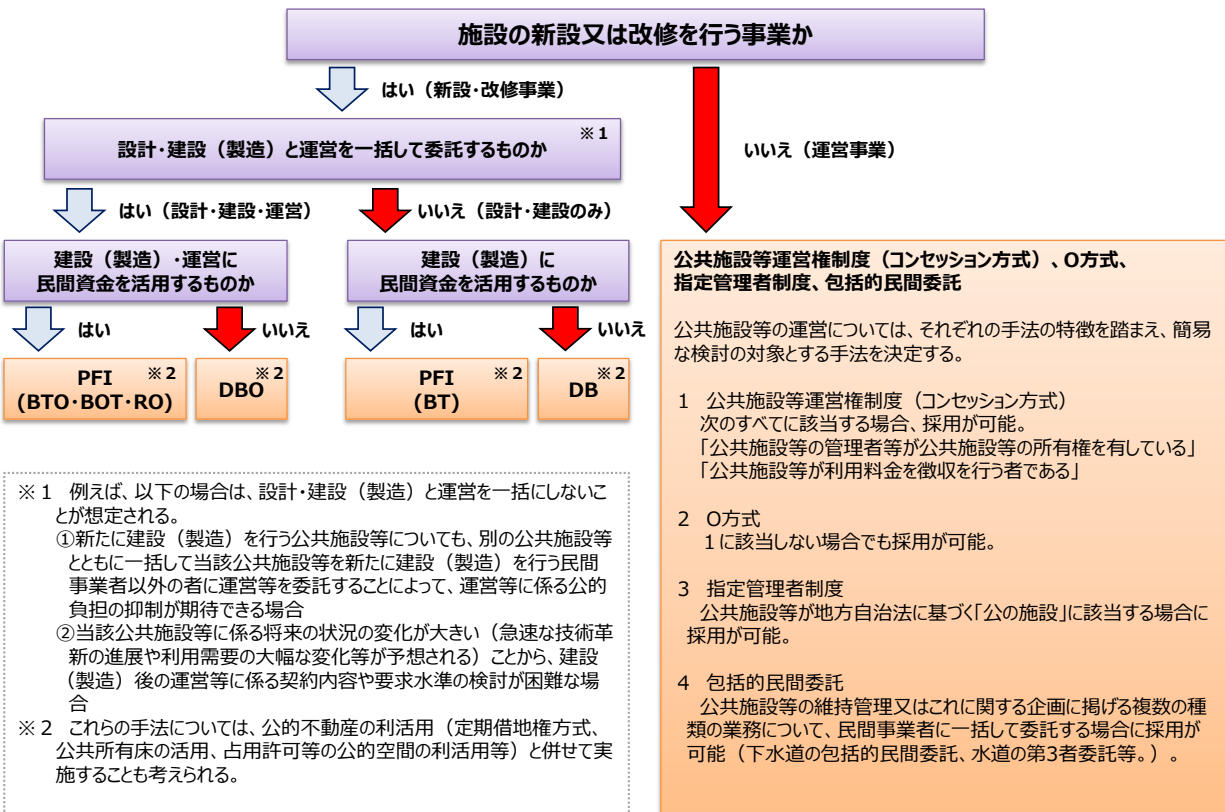 施設の新設又は改修を行う事業か
はい（新設・改修事業）
設計・建設（製造）と運営を一括して委託するものか
※１
いいえ（運営事業）
はい（設計・建設・運営）
いいえ（設計・建設のみ）
建設（製造）・運営に
民間資金を活用するものか
建設（製造）に
民間資金を活用するものか
はい
いいえ
はい
いいえ
PFI ※２
(BTO・BOT・RO)
※２
DBO
PFI ※２
(BT)
※２
DB
※１　例えば、以下の場合は、設計・建設（製造）と運営を一括にしないこ
とが想定される。
①新たに建設（製造）を行う公共施設等についても、別の公共施設等
とともに一括して当該公共施設等を新たに建設（製造）を行う民間
事業者以外の者に運営等を委託することによって、運営等に係る公的
負担の抑制が期待できる場合
②当該公共施設等に係る将来の状況の変化が大きい（急速な技術革
新の進展や利用需要の大幅な変化等が予想される）ことから、建設
（製造）後の運営等に係る契約内容や要求水準の検討が困難な場
合
※２　これらの手法については、公的不動産の利活用（定期借地権方式、
公共所有床の活用、占用許可等の公的空間の利活用等）と併せて実
施することも考えられる。
公共施設等運営権制度（コンセッション方式）、O方式、
指定管理者制度、包括的民間委託
公共施設等の運営については、それぞれの手法の特徴を踏まえ、簡易
な検討の対象とする手法を決定する。
１　公共施設等運営権制度（コンセッション方式）
次のすべてに該当する場合、採用が可能。
「公共施設等の管理者等が公共施設等の所有権を有している」
「公共施設等が利用料金を徴収を行う者である」
２　O方式
１に該当しない場合でも採用が可能。
３　指定管理者制度
公共施設等が地方自治法に基づく「公の施設」に該当する場合に
採用が可能。
４　包括的民間委託
公共施設等の維持管理又はこれに関する企画に掲げる複数の種
類の業務について、民間事業者に一括して委託する場合に採用が
可能（下水道の包括的民間委託、水道の第3者委託等。）。